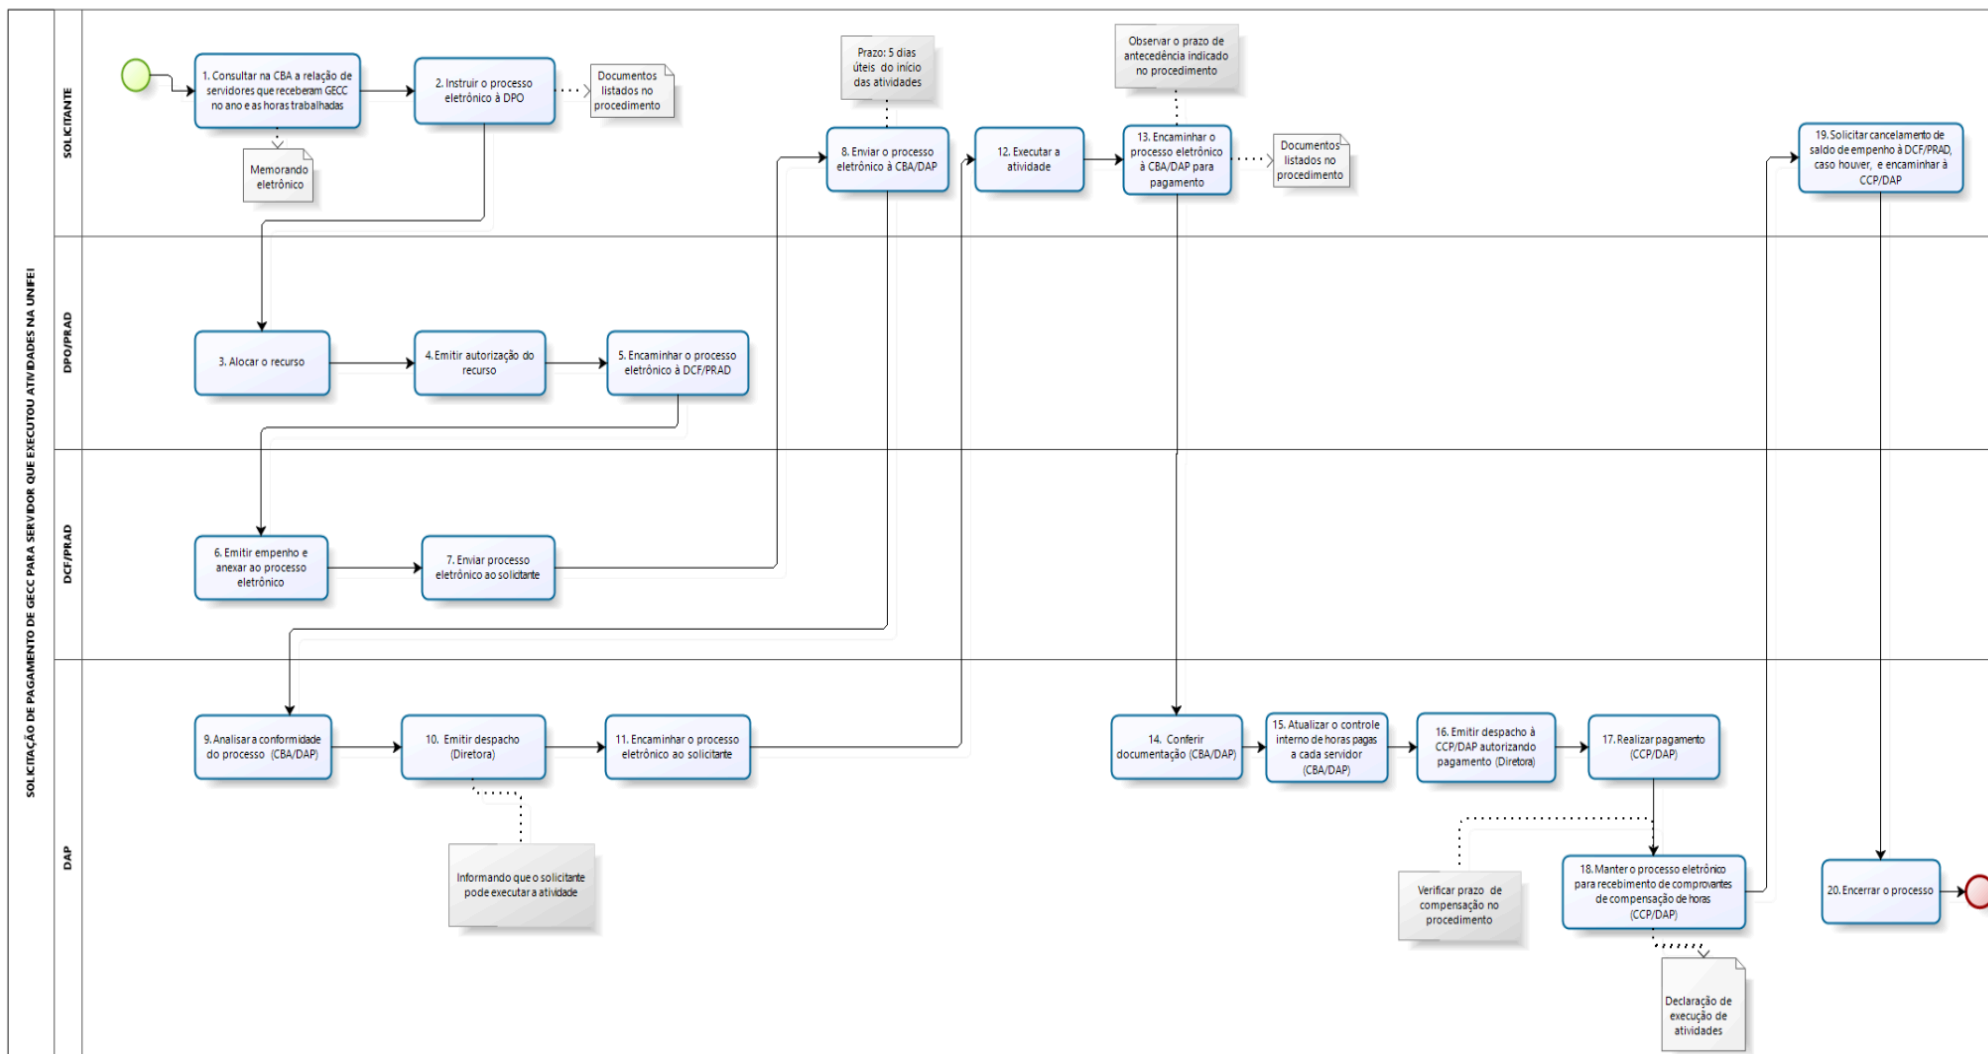 SOLICITAÇÃO DE PAGAMENTO DE GECC PARA SERVIDOR QUE EXECUTOU ATIVIDADES NA UNIFEI
SOLICITANTE
1. Consultar na CBA a relação de
servidores que receberam GECC
no ano e as horas trabalhadas
Memorando
eletrônico
2. Instruir o processo
eletrônico à DPO
Documentos
listados no
procedimento
Prazo: 5 dias
úteis do início
das atividades
8. Enviar o processo
eletrônico à CBA/DAP
12. Executar a
atividade
Observar o prazo de
antecedência indicado
no procedimento
13. Encaminhar o
processo eletrônico
à CBA/DAP para
pagamento
Documentos
listados no
procedimento
19. Solicitar cancelamento de
saldo de empenho à DCF/PRAD,
caso houver, e encaminhar à
CCP/DAP
DPO/PRAD
3. Alocar o recurso
4. Emitir autorização do
recurso
5. Encaminhar o processo
eletrônico à DCF/PRAD
DCF/PRAD
6. Emitir empenho e
anexar ao processo
eletrônico
7. Enviar processo
eletrônico ao solicitante
DAP
9. Analisar a conformidade
do processo (CBA/DAP)
10. Emitir despacho
(Diretora)
Informando que o solicitante
pode executar a atividade
11. Encaminhar o processo
eletrônico ao solicitante
14. Conferir
documentação (CBA/DAP)
15. Atualizar o controle
interno de horas pagas
a cada servidor
(CBA/DAP)
16. Emitir despacho à
CCP/DAP autorizando
pagamento (Diretora)
17. Realizar pagamento
(CCP/DAP)
Verificar prazo de
compensação no
procedimento
18. Manter o processo eletrônico
para recebimento de comprovantes
de compensação de horas
(CCP/DAP)
Declaração de
execução de
atividades
20. Encerrar o processo